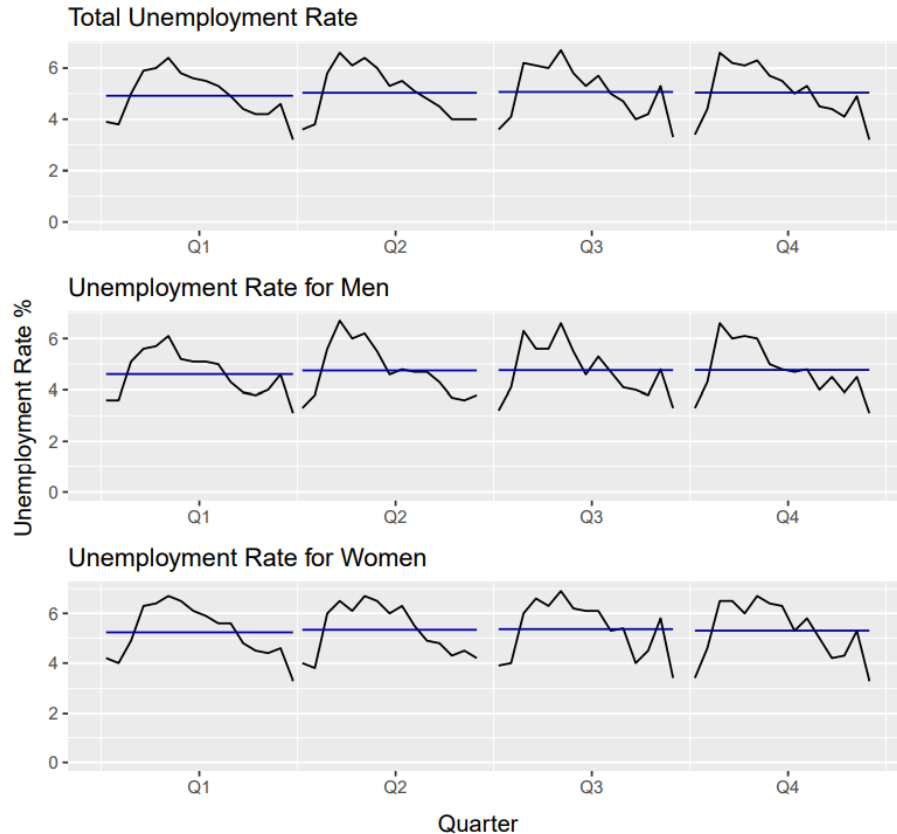 Total Unemployment Rate
6
4
2
0
Q1 Q2 Q3 Q4
Unemployment Rate for Men
6
4
2
0
Q1 Q2 Q3 Q4
Unemployment Rate %
Unemployment Rate for Women
6
4
2
0
Q1 Q2 Q3 Q4
Quarter